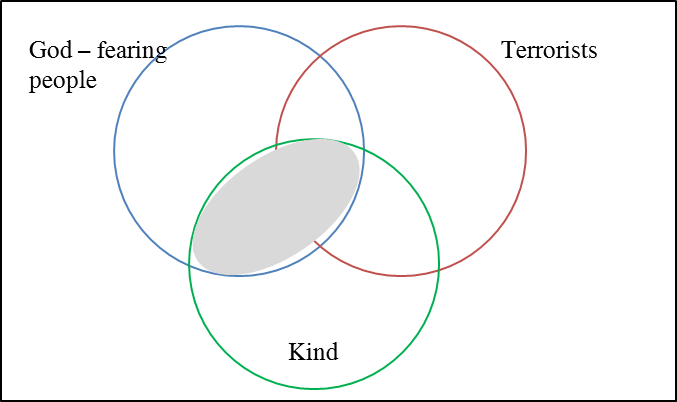 God – fearing
people
Terrorists
Kind